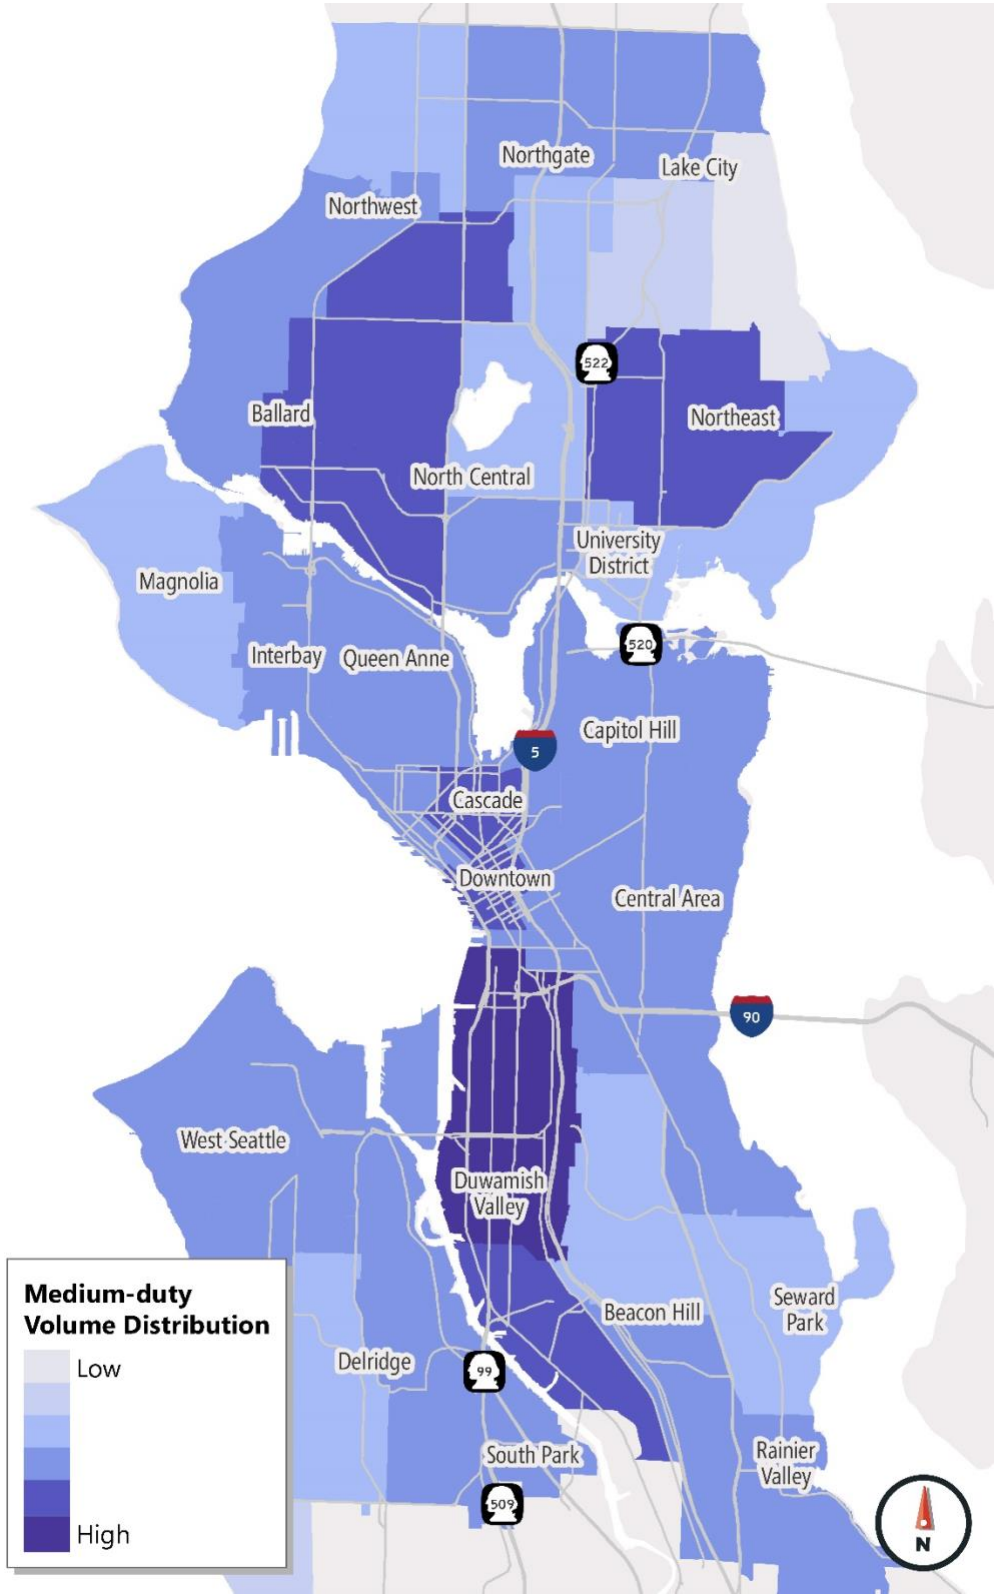 Northgate
Lake City
Northwest
522
Ballard
Northeast
North Central
University
District
Magnolia
520
Interbay
Queen Anne
Capitol Hill
5
Cascade
Downtown
Central Area
90
West Seattle
Duwamish
Valley
Medium-duty
Volume Distribution
Low
High
Seward
Park
Beacon Hill
Delridge
99
South Park
Rainier
Valley
509
N